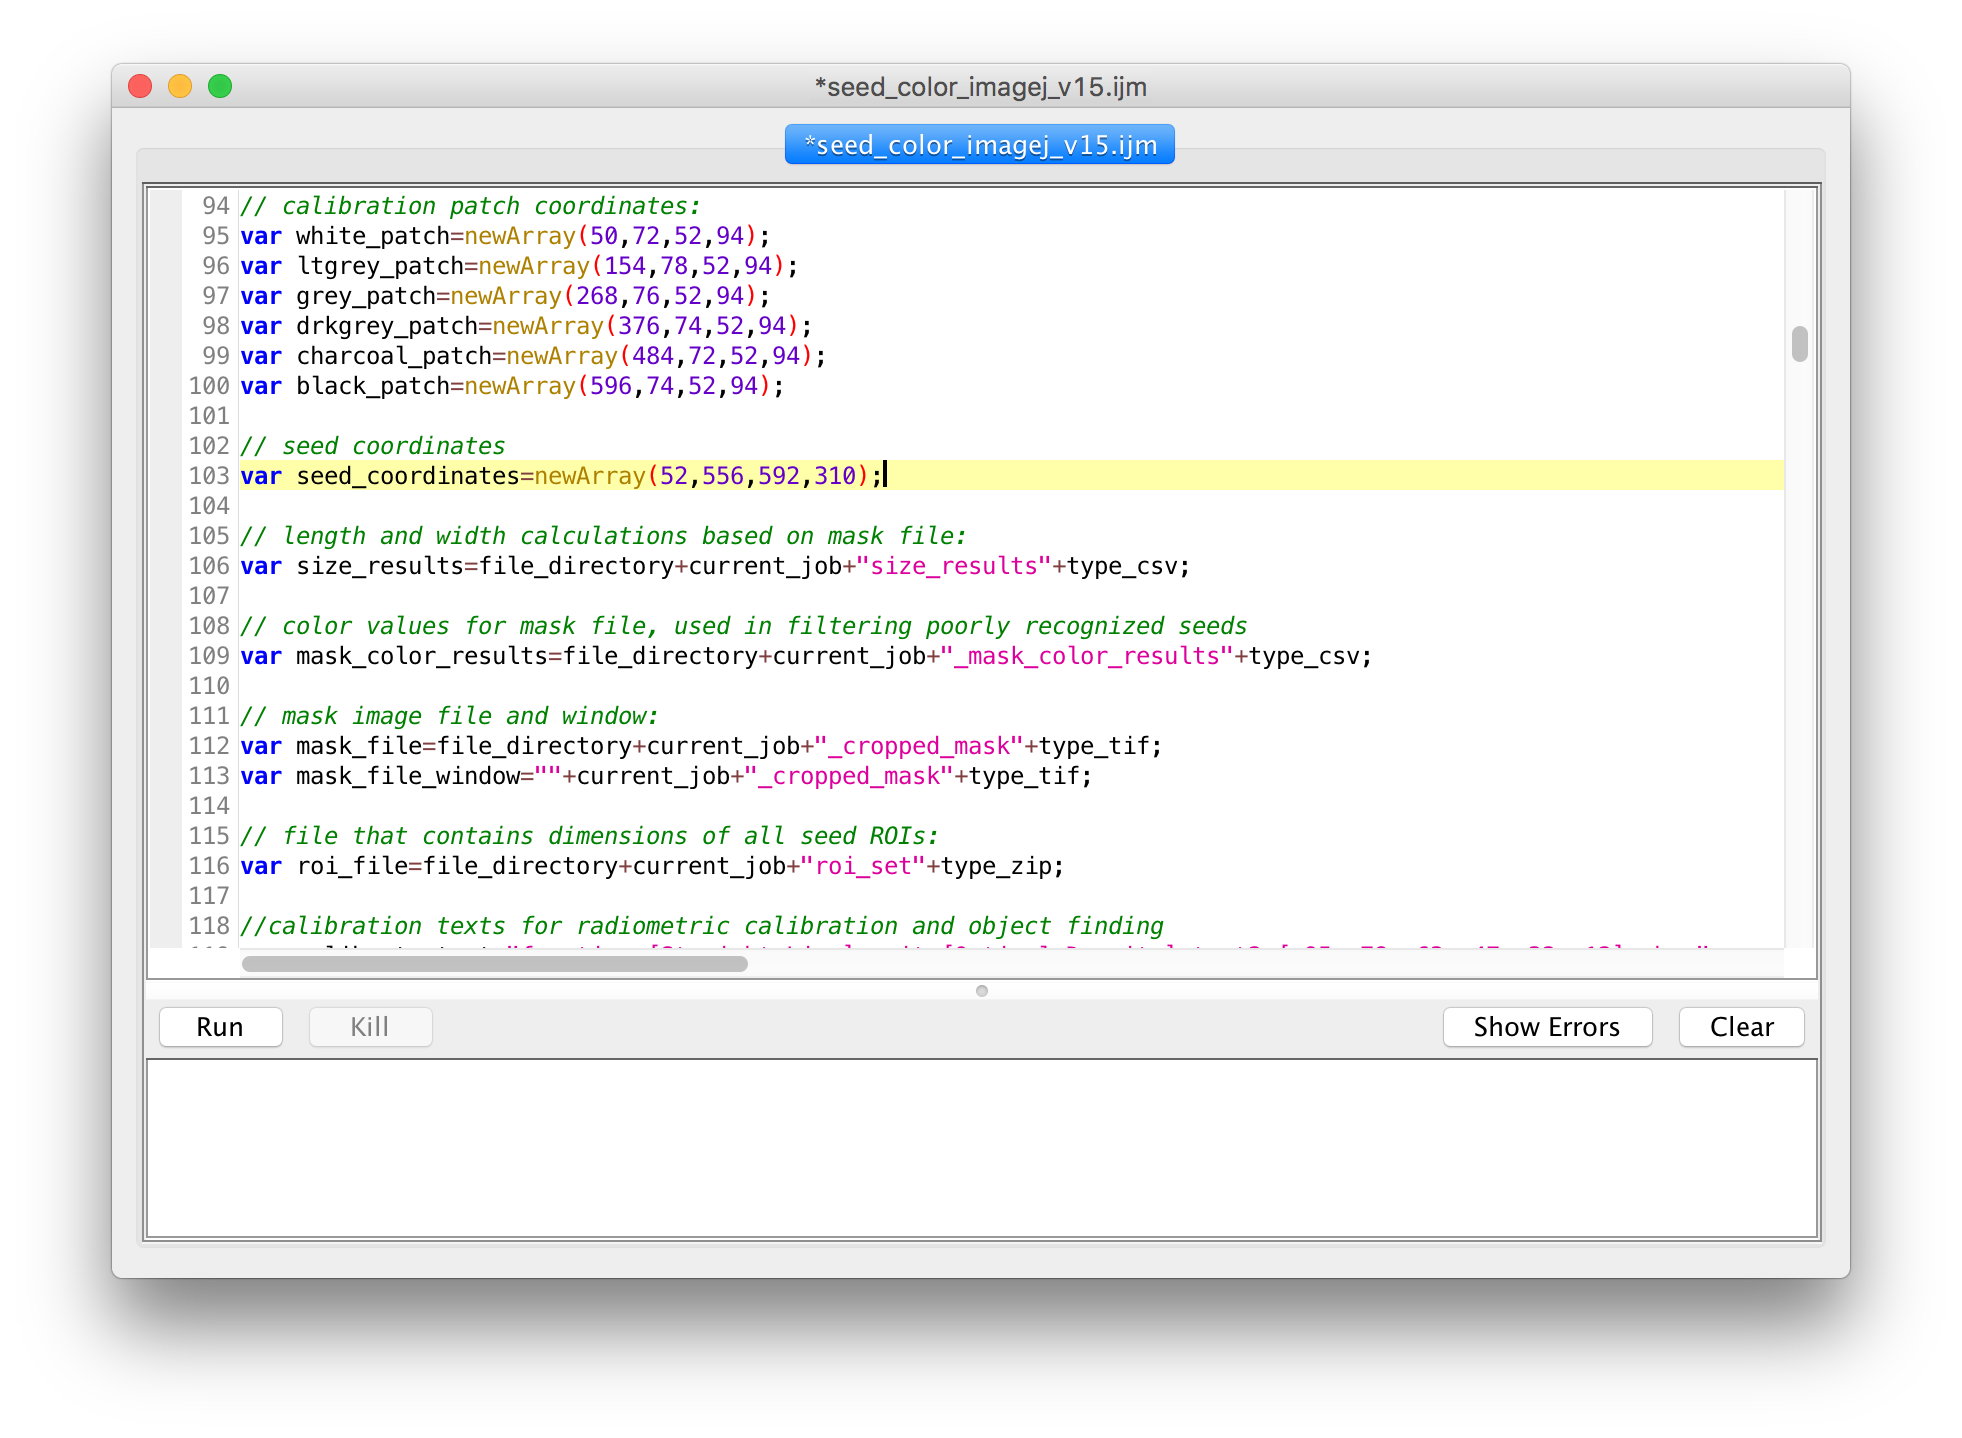 *seed_color_imagej_v15.ijm
*seed_color_imagej_v15.ijm
94 // calibration patch coordinates:
95 var white_patch=newArray(50,72,52,94);
96 var ltgrey_patch=newArray(154,78,52,94);
97 var grey_patch=newArray(268,76,52,94);
98 var drkgrey_patch=newArray(376,74,52,94);
99 var charcoal_patch=newArray(484,72,52,94);
100 var black_patch=newArray(596,74,52,94);
101
102 // seed coordinates
103 var seed_coordinates=newArray(52,556,592,310);
104
105 // length and width calculations based on mask file:
106 var size_results=file_directory+current_job+"size_results"+type_csv;
107
108 // color values for mask file, used in filtering poorly recognized seeds
109 var mask_color_results=file_directory+current_job+"_mask_color_results"+type_csv;
110
111 // mask image file and window:
112 var mask_file=file_directory+current_job+"_cropped_mask"+type_tif;
113 var mask_file_window=""+current_job+"_cropped_mask"+type_tif;
114
115 // file that contains dimensions of all seed ROIs:
116 var roi_file=file_directory+current_job+"roi_set"+type_zip;
117
118 //calibration texts for radiometric calibration and object finding
Run Kill Show Errors Clear